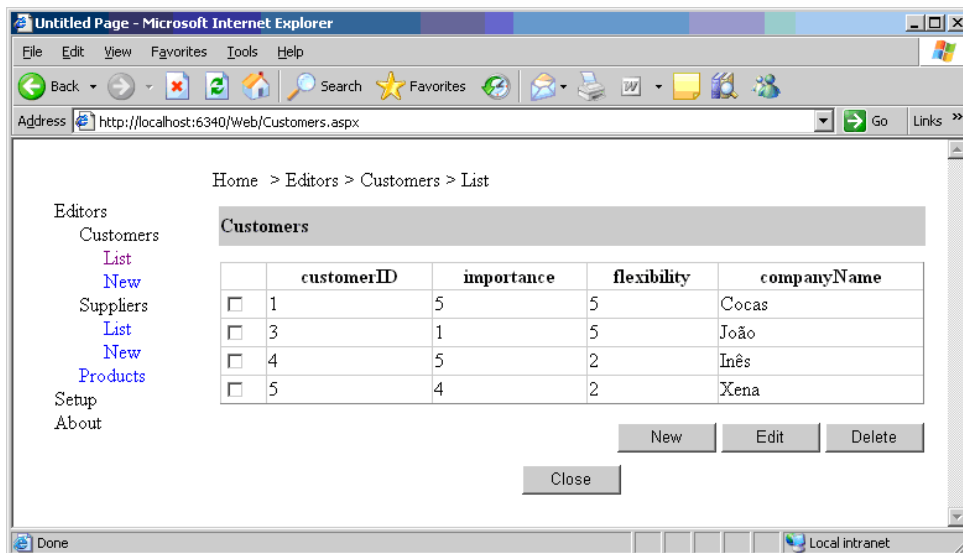 Untitled Page - Microsoft Internet Explorer
File Edit View Favorites Tools Help
Back Search Favorites
Address http://localhost:6340/Web/Customers.aspx Go Links »
Home > Editors > Customers > List
Editors
Customers
List
New
Suppliers
List
New
Products
Setup
About
Customers
customerID importance flexibility companyName
1 5 5 Cocas
3 1 5 João
4 5 2 Inês
5 4 2 Xena
New Edit Delete
Close
Done Local intranet